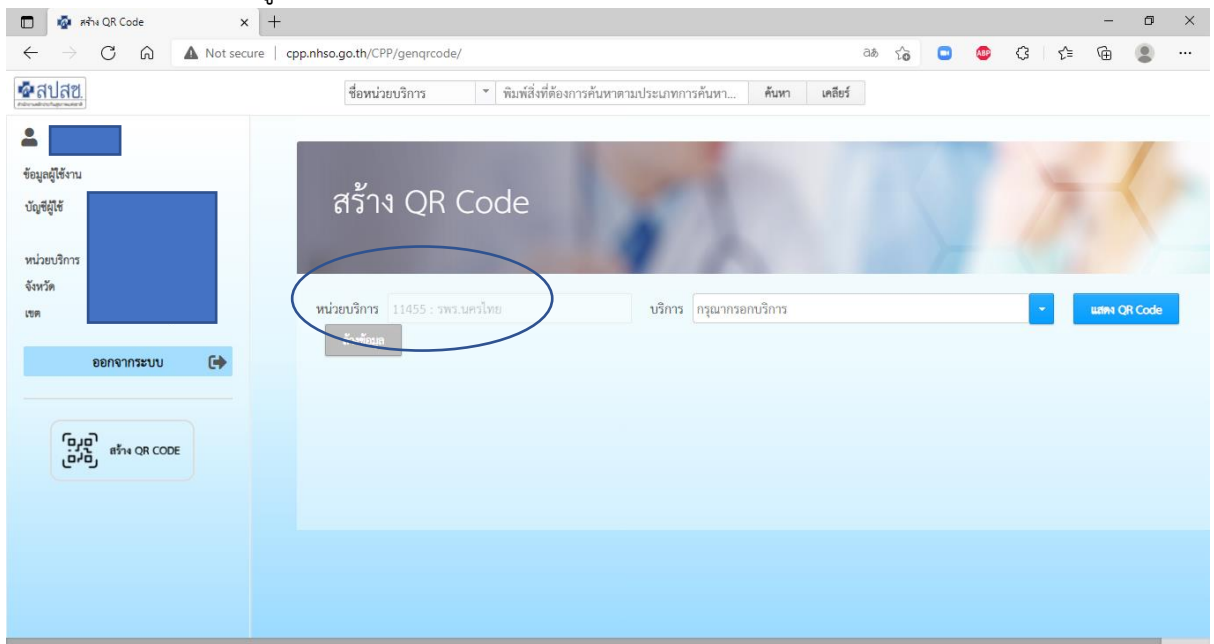 สร้าง QR Code
Not secure | cpp.nhso.go.th/CPP/genqrcode/
สปสช.
ชื่อหน่วยบริการ พิมพ์สิ่งที่ต้องการค้นหาตามประเภทการค้นหา... ค้นหา เคลียร์
ข้อมูลผู้ใช้งาน
บัญชีผู้ใช้
หน่วยบริการ
จังหวัด
เขต
ออกจากระบบ
สร้าง QR CODE
สร้าง QR Code
หน่วยบริการ 11455 : รพร.นครไทย บริการ กรุณากรอกบริการ แสดง QR Code
ล้างข้อมูล